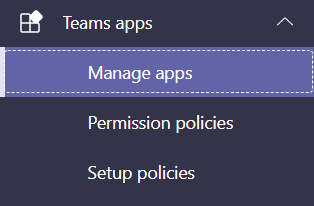 Teams apps
Manage apps
Permission policies
Setup policies